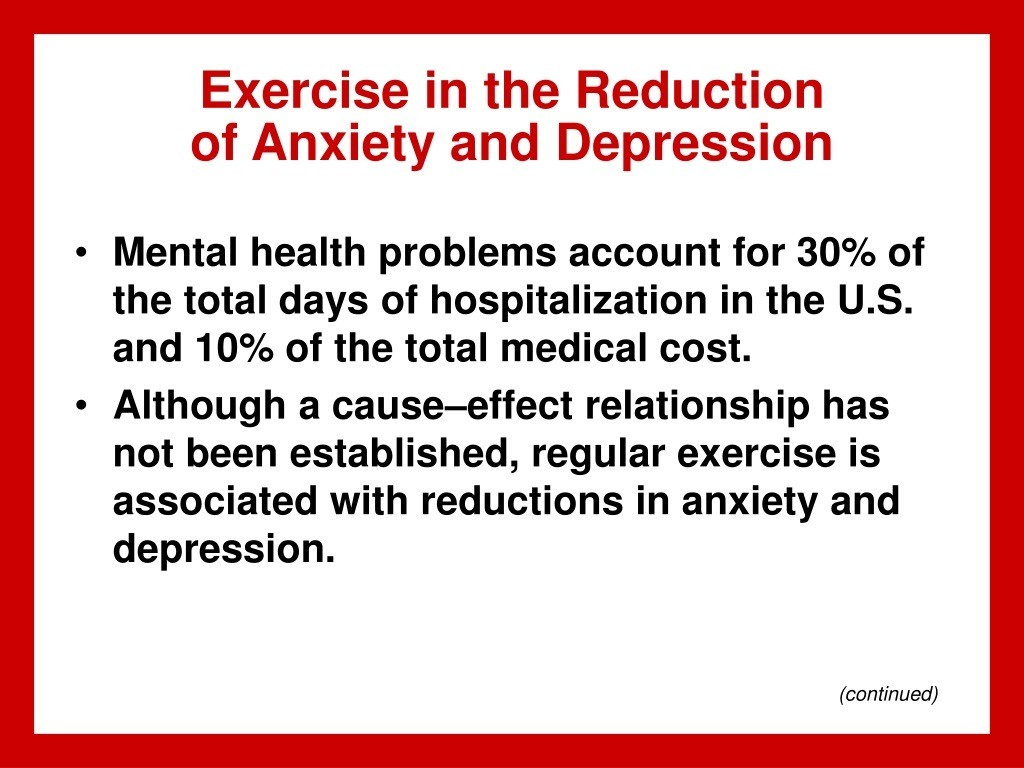 Exercise in the Reduction
of Anxiety and Depression
• Mental health problems account for 30% of
the total days of hospitalization in the U.S.
and 10% of the total medical cost.
• Although a cause–effect relationship has
not been established, regular exercise is
associated with reductions in anxiety and
depression.
(continued)